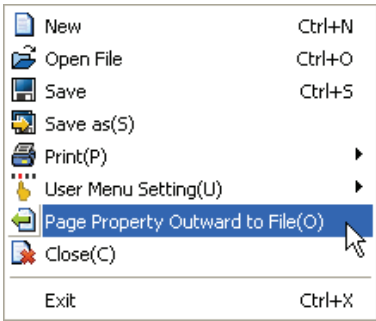 New Ctrl+N
Open File Ctrl+O
Save Ctrl+S
Save as(S)
Print(P)
User Menu Setting(U)
Page Property Outward to File(O)
Close(C)
Exit Ctrl+X